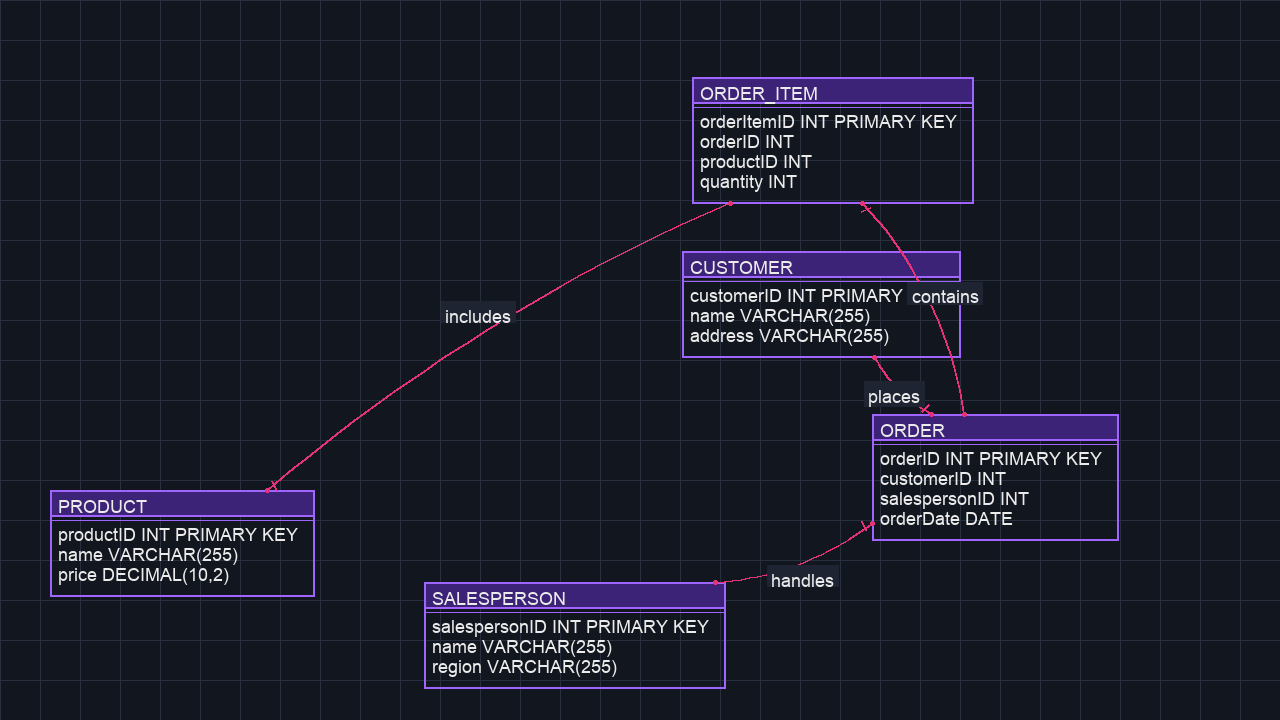 ORDER_ITEM
orderItemID INT PRIMARY KEY
orderID INT
productID INT
quantity INT
CUSTOMER
customerID INT PRIMARY
name VARCHAR(255)
address VARCHAR(255)
contains
includes
places
ORDER
orderID INT PRIMARY KEY
customerID INT
salespersonID INT
orderDate DATE
PRODUCT
productID INT PRIMARY KEY
name VARCHAR(255)
price DECIMAL(10,2)
handles
SALESPERSON
salespersonID INT PRIMARY KEY
name VARCHAR(255)
region VARCHAR(255)